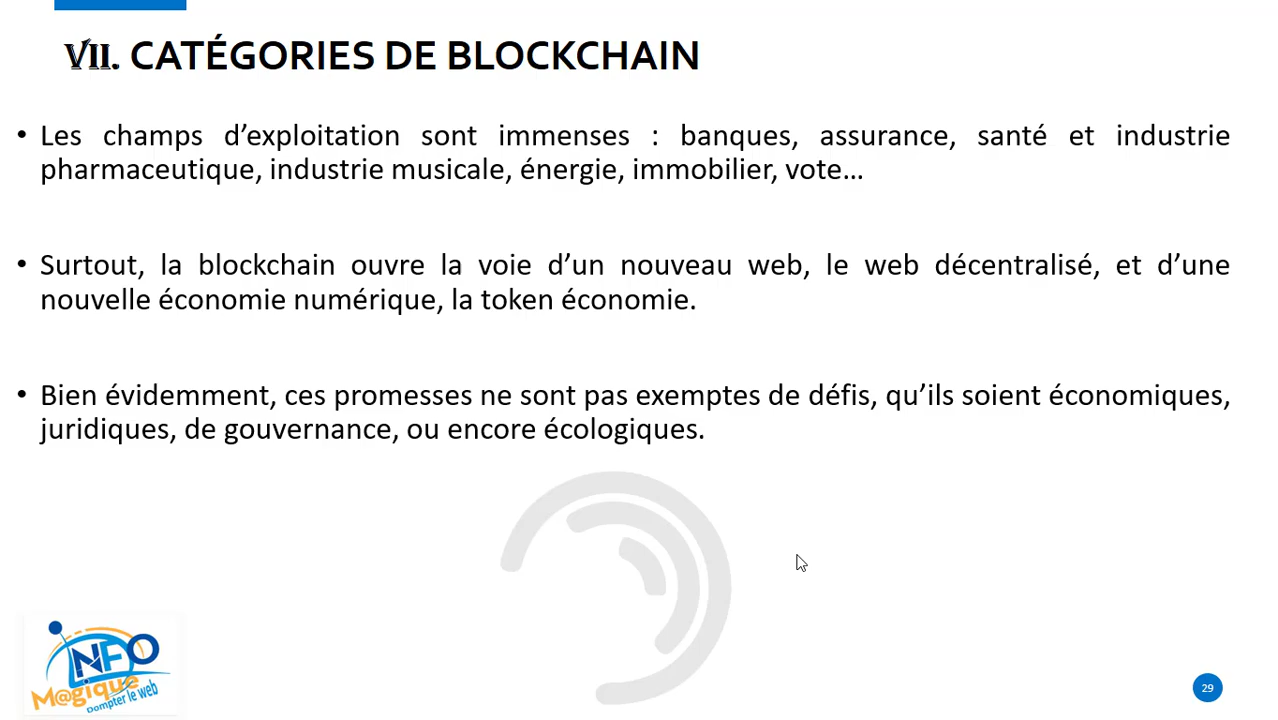 VII. CATÉGORIES DE BLOCKCHAIN
• Les champs d’exploitation sont immenses : banques, assurance, santé et industrie
pharmaceutique, industrie musicale, énergie, immobilier, vote…
• Surtout, la blockchain ouvre la voie d’un nouveau web, le web décentralisé, et d’une
nouvelle économie numérique, la token économie.
• Bien évidemment, ces promesses ne sont pas exemptes de défis, qu’ils soient économiques,
juridiques, de gouvernance, ou encore écologiques.
INFO
M@gique
Dompter le web
29